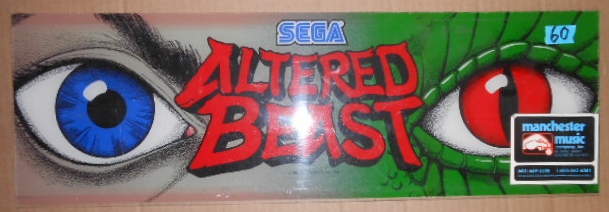 SEGA
60
ALTERED
BEAST
manchester
music